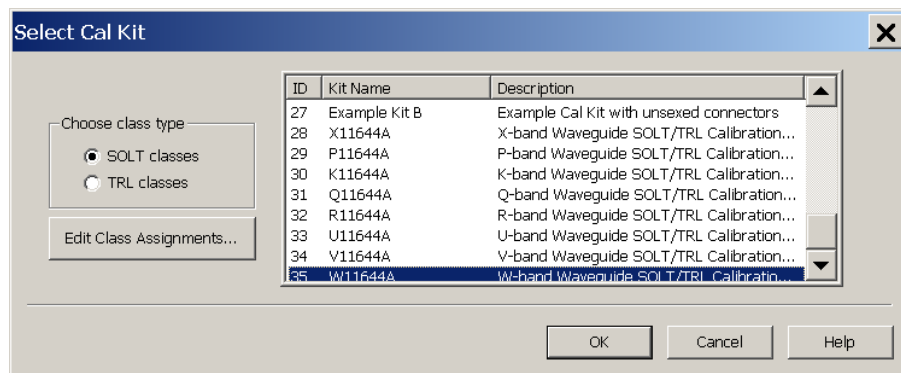 Select Cal Kit
Choose class type
SOLT classes
TRL classes
Edit Class Assignments...
ID Kit Name Description
27 Example Kit B Example Cal Kit with unsexed connectors
28 X11644A X-band Waveguide SOLT/TRL Calibration...
29 P11644A P-band Waveguide SOLT/TRL Calibration...
30 K11644A K-band Waveguide SOLT/TRL Calibration...
31 Q11644A Q-band Waveguide SOLT/TRL Calibration...
32 R11644A R-band Waveguide SOLT/TRL Calibration...
33 U11644A U-band Waveguide SOLT/TRL Calibration...
34 V11644A V-band Waveguide SOLT/TRL Calibration...
35 W11644A W-band Waveguide SOLT/TRL Calibratio...
OK Cancel Help